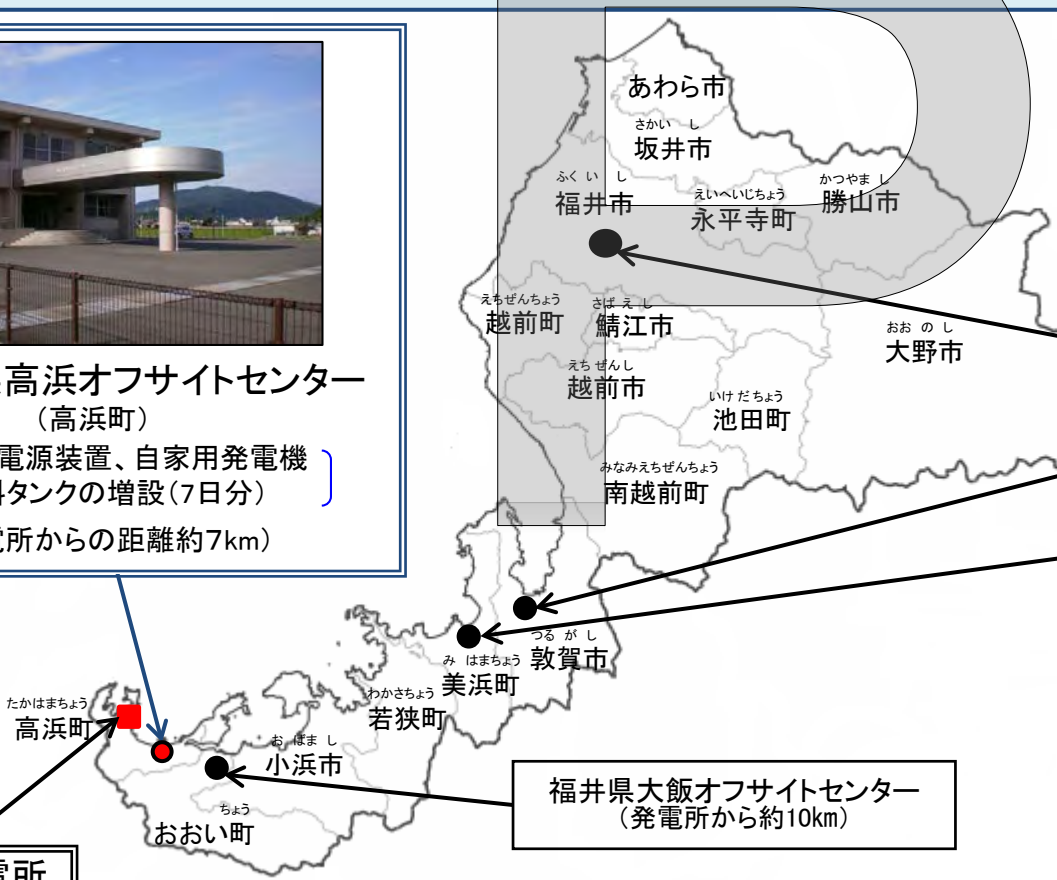 高浜オフサイトセンター
（高浜町）
電源装置、自家用発電機
タンクの増設（7日分）
電所からの距離約7km）
あわら市
さかい し
坂井市
ふく い し
福井市
えいへいじちょう
永平寺町
かつやま し
勝山市
えちぜんちょう
越前町
さば え し
鯖江市
おお の し
大野市
えち ぜんし
越前市
いけ だ ちょう
池田町
みなみえちぜんちょう
南越前町
つる が し
敦賀市
み はまちょう
美浜町
わかさちょう
若狭町
たかはまちょう
高浜町
お ばま し
小浜市
ちょう
おおい町
福井県大飯オフサイトセンター
（発電所から約10km）
電所
P